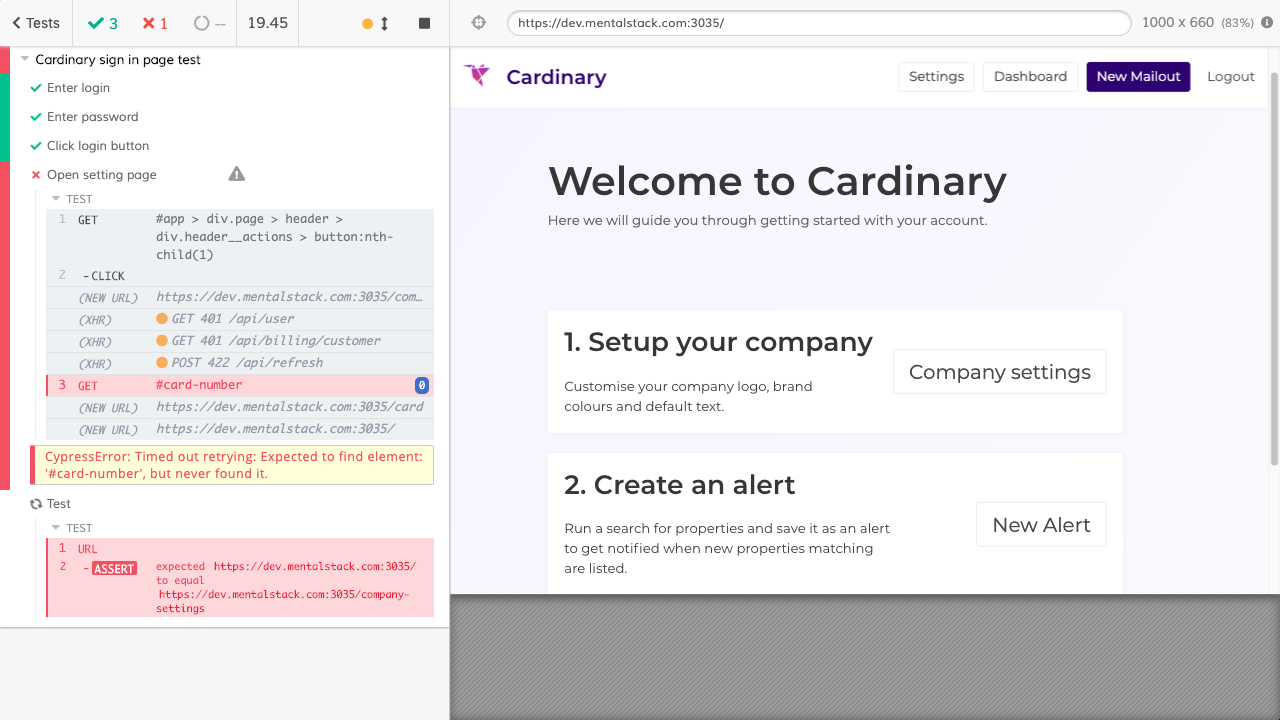 Tests
3
1
--
19.45
https://dev.mentalstack.com:3035/
1000 x 660 (83%)
Cardinary sign in page test
Enter login
Enter password
Click login button
Open setting page
TEST
1 GET #app > div.page > header >
div.header__actions > button:nth-
child(1)
2 -CLICK
(NEW URL) https://dev.mentalstack.com:3035/com…
(XHR) GET 401 /api/user
(XHR) GET 401 /api/billing/customer
(XHR) POST 422 /api/refresh
3 GET #card-number 0
(NEW URL) https://dev.mentalstack.com:3035/card
(NEW URL) https://dev.mentalstack.com:3035/
CypressError: Timed out retrying: Expected to find element:
'#card-number', but never found it.
Test
TEST
1 URL
2 -ASSERT expected https://dev.mentalstack.com:3035/
to equal
https://dev.mentalstack.com:3035/company-
settings
Cardinary
Settings
Dashboard
New Mailout
Logout
Welcome to Cardinary
Here we will guide you through getting started with your account.
1. Setup your company
Customise your company logo, brand
colours and default text.
Company settings
2. Create an alert
Run a search for properties and save it as an alert
to get notified when new properties matching
are listed.
New Alert